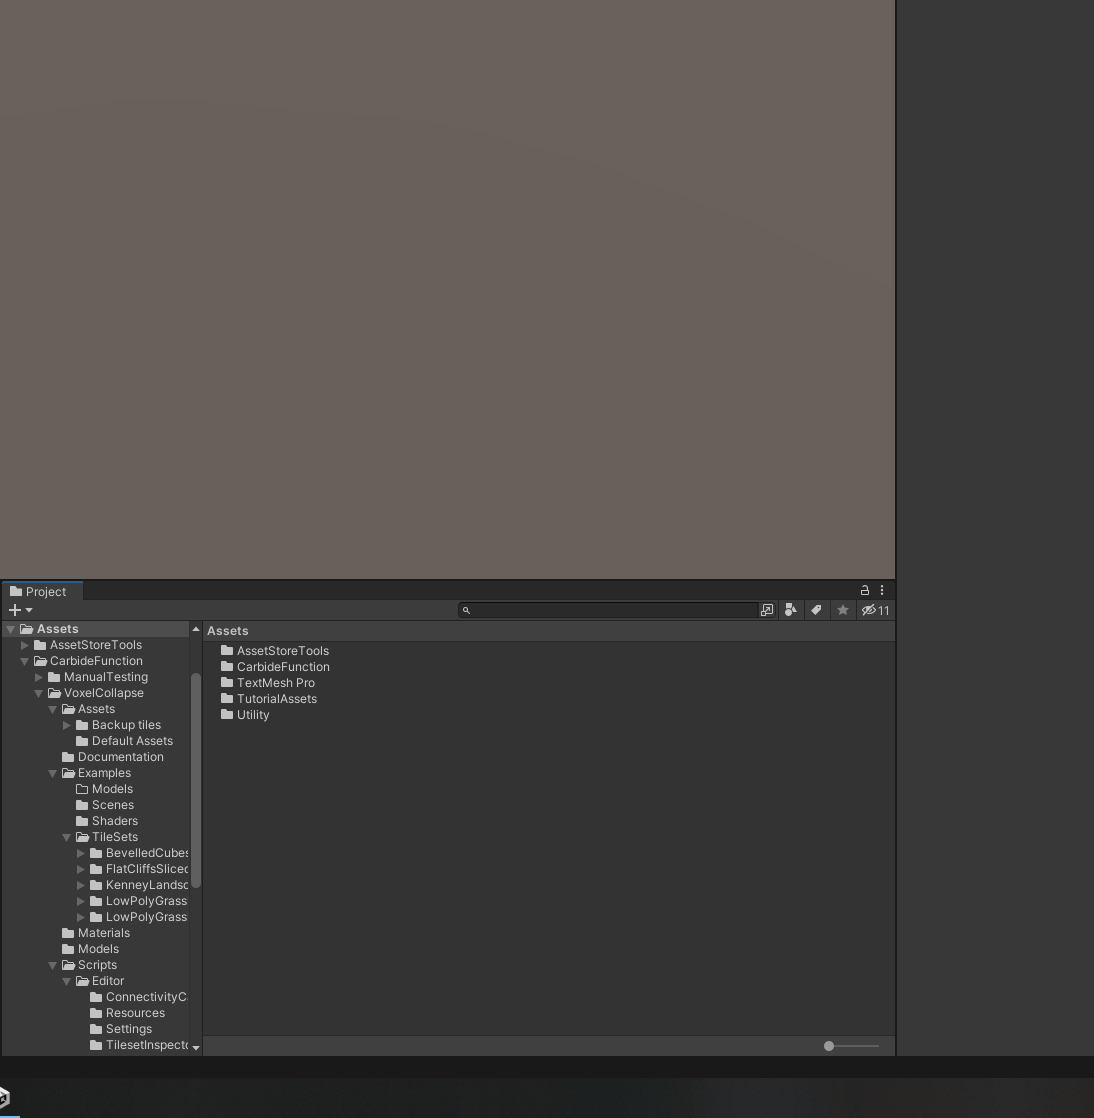 Project
11
Assets
AssetStoreTools
CarbideFunction
ManualTesting
VoxelCollapse
Assets
Backup tiles
Default Assets
Documentation
Examples
Models
Scenes
Shaders
TileSets
BevelledCubes
FlatCliffsSliced
KenneyLandsc
LowPolyGrass
LowPolyGrass
Materials
Models
Scripts
Editor
ConnectivityC
Resources
Settings
TilesetInspecto
Assets
AssetStoreTools
CarbideFunction
TextMesh Pro
TutorialAssets
Utility